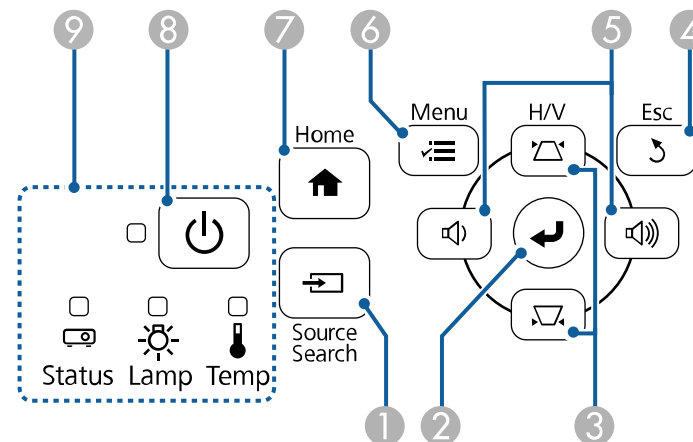 9 8 7 6 5 4
Menu H/V Esc
Home
Source
Search
Status Lamp Temp
1 2 3